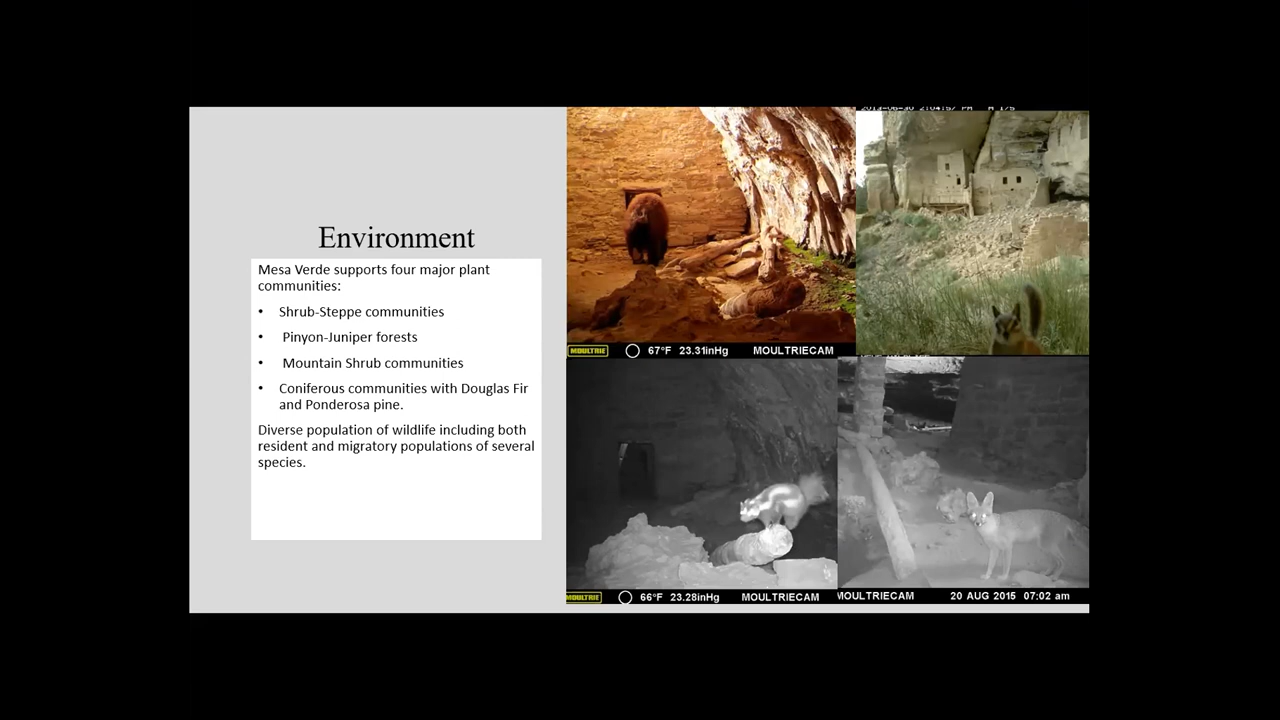 Environment
Mesa Verde supports four major plant
communities:
• Shrub-Steppe communities
• Pinyon-Juniper forests
• Mountain Shrub communities
• Coniferous communities with Douglas Fir
and Ponderosa pine.
Diverse population of wildlife including both
resident and migratory populations of several
species.
MOULTRIE 67°F 23.31inHg MOULTRIECAM
MOULTRIE 66°F 23.28inHg MOULTRIECAM
MOULTRIECAM 20 AUG 2015 07:02 am